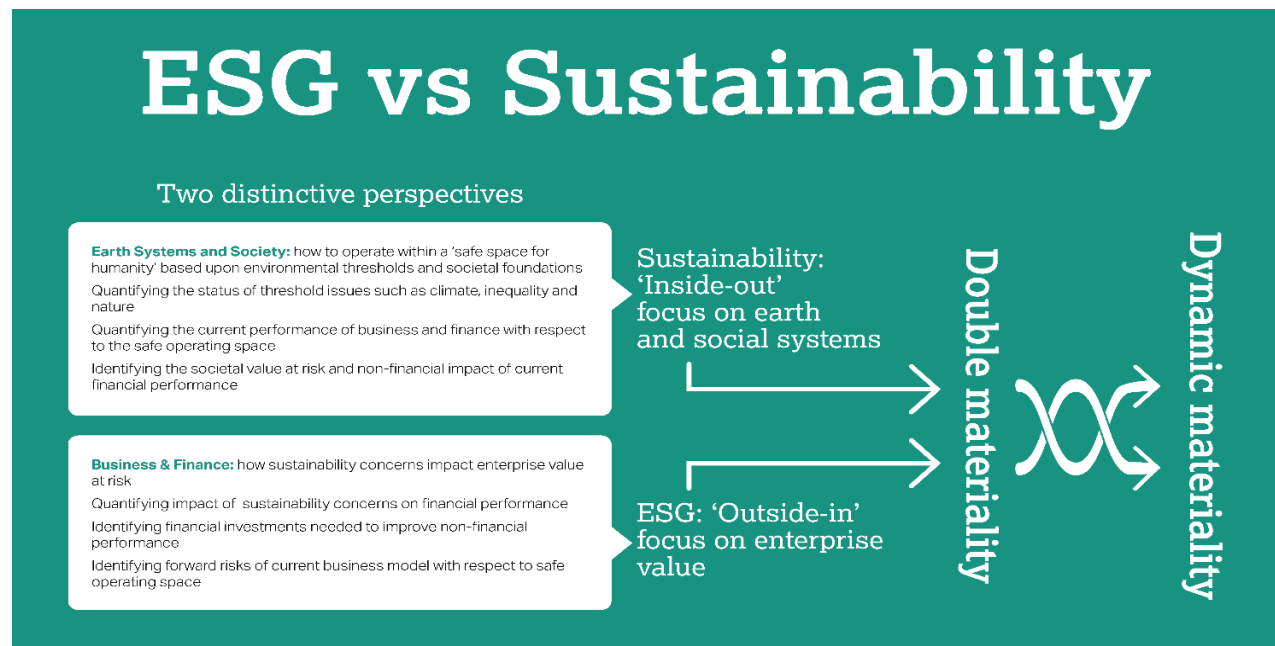 ESG vs Sustainability
Two distinctive perspectives
Earth Systems and Society: how to operate within a ‘safe space for
humanity’ based upon environmental thresholds and societal foundations
Quantifying the status of threshold issues such as climate, inequality and
nature
Quantifying the current performance of business and finance with respect
to the safe operating space
Identifying the societal value at risk and non-financial impact of current
financial performance
Business & Finance: how sustainability concerns impact enterprise value
at risk
Quantifying impact of sustainability concerns on financial performance
Identifying financial investments needed to improve non-financial
performance
Identifying forward risks of current business model with respect to safe
operating space
Sustainability:
‘Inside-out’
focus on earth
and social systems
ESG: ‘Outside-in’
focus on enterprise
value
Double materiality
Dynamic materiality